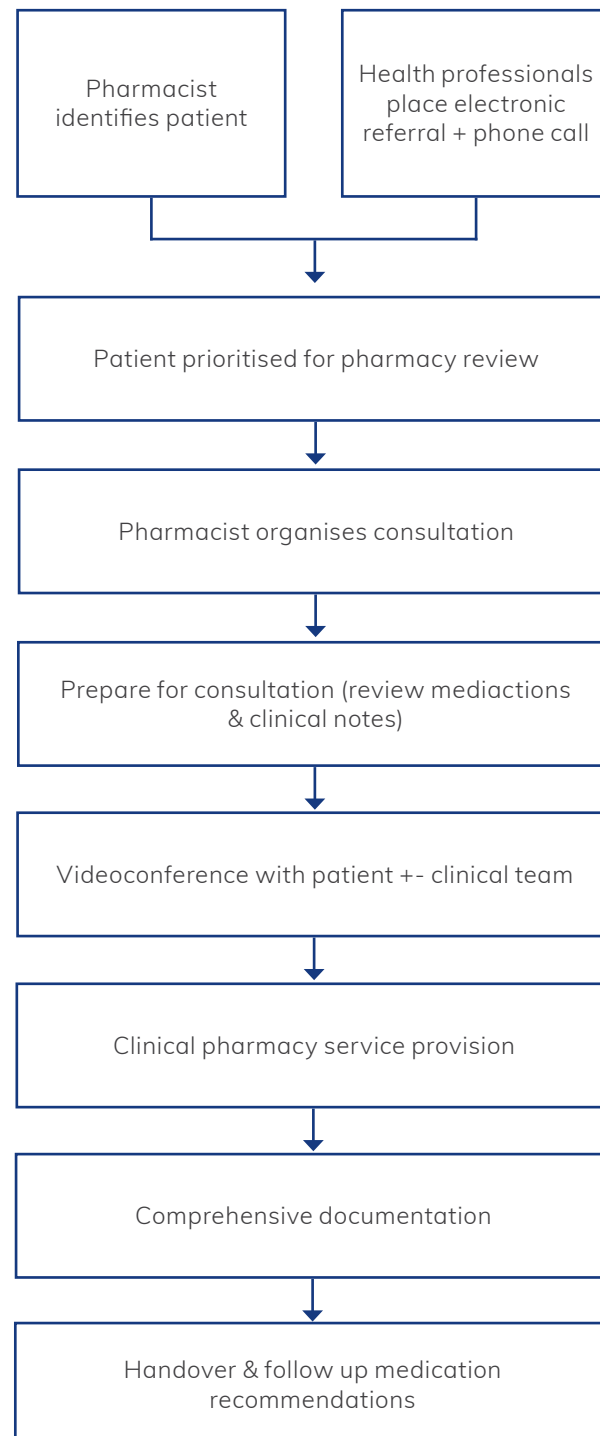 Pharmacist
identifies patient
Health professionals
place electronic
referral + phone call
Patient prioritised for pharmacy review
Pharmacist organises consultation
Prepare for consultation (review mediactions
& clinical notes)
Videoconference with patient +- clinical team
Clinical pharmacy service provision
Comprehensive documentation
Handover & follow up medication
recommendations